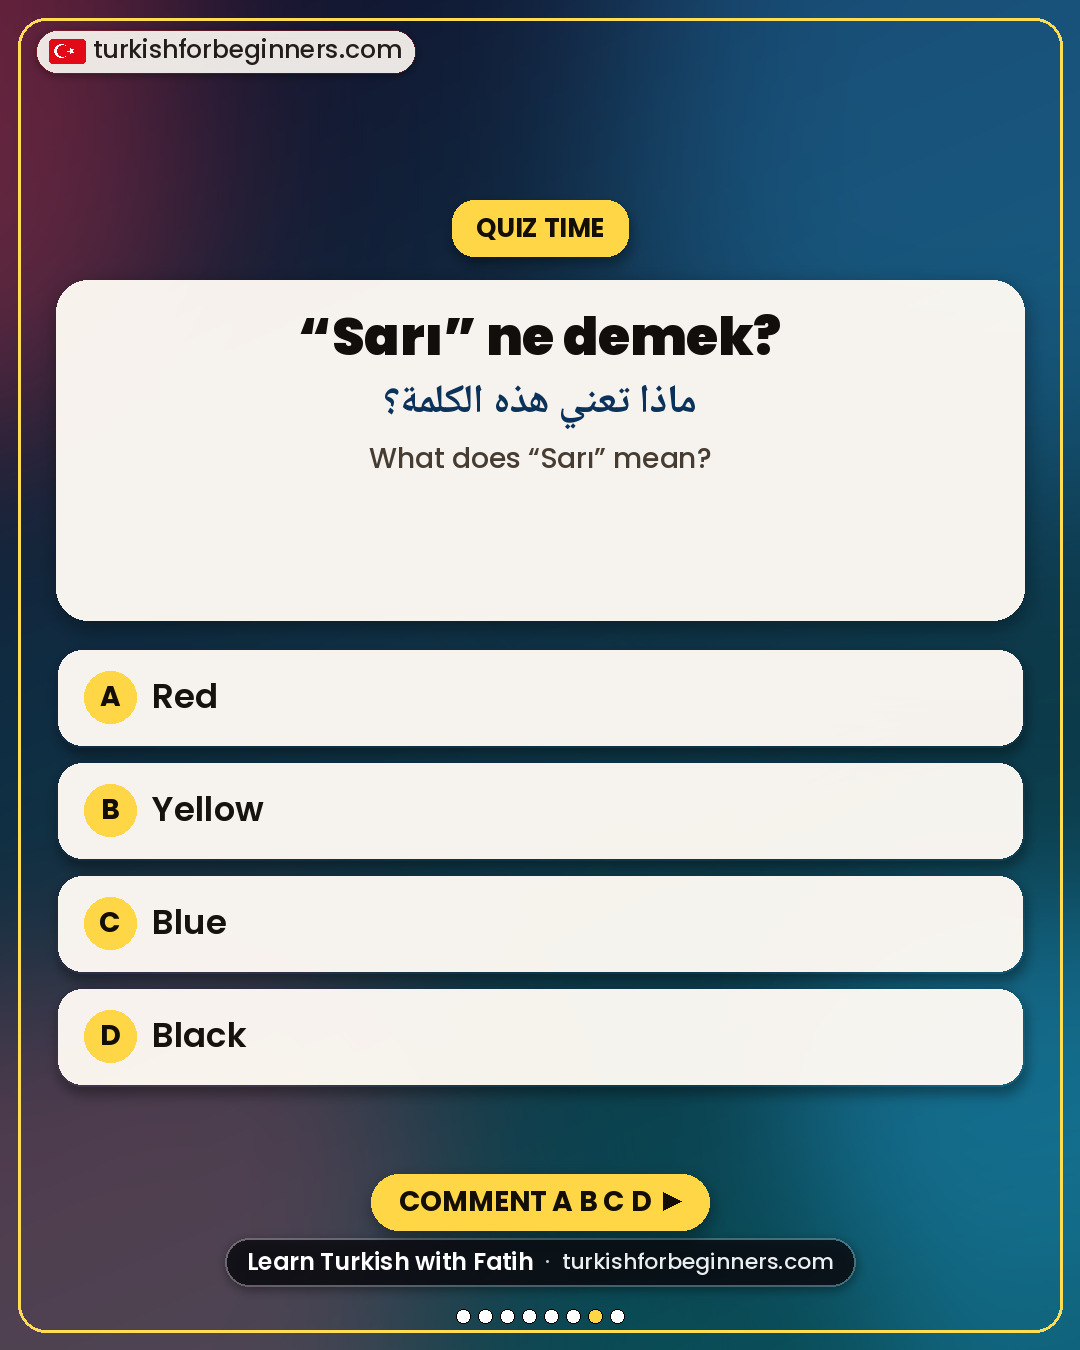 turkishforbeginners.com
QUIZ TIME
“Sarı” ne demek?
ماذا تعني هذه الكلمة؟
What does “Sarı” mean?
A Red
B Yellow
C Blue
D Black
COMMENT A B C D ▶
Learn Turkish with Fatih · turkishforbeginners.com